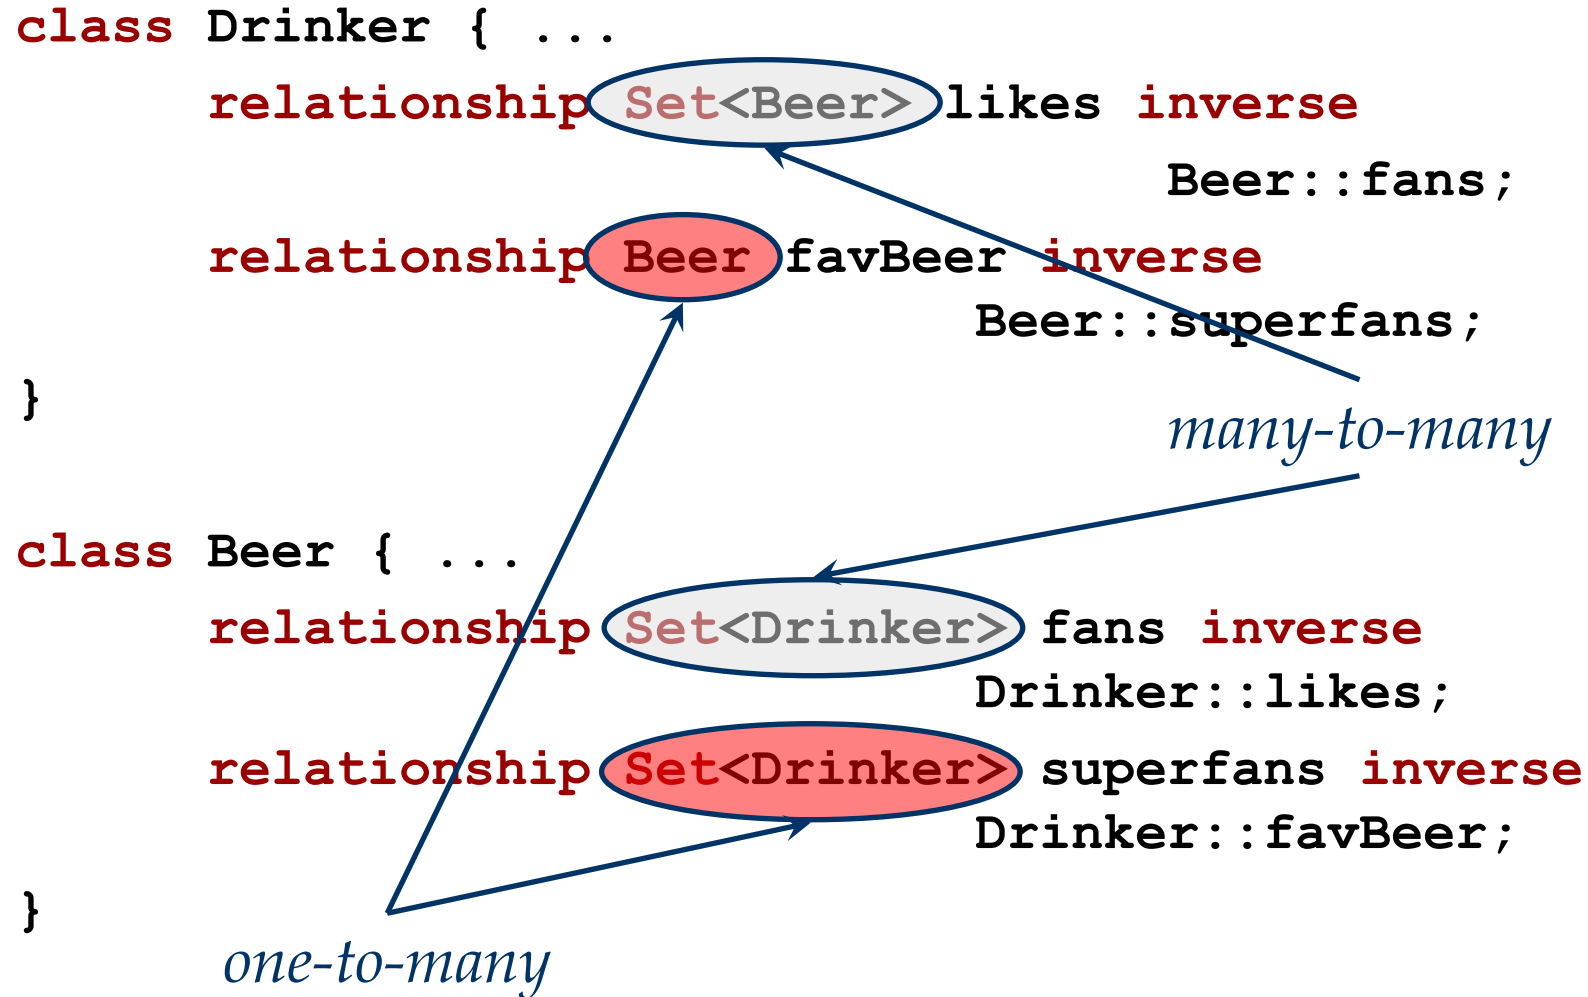 class Drinker { ...
relationship Set<Beer> likes inverse
Beer::fans;
relationship Beer favBeer inverse
Beer::superfans;
}
many-to-many
class Beer { ...
relationship Set<Drinker> fans inverse
Drinker::likes;
relationship Set<Drinker> superfans inverse
Drinker::favBeer;
}
one-to-many